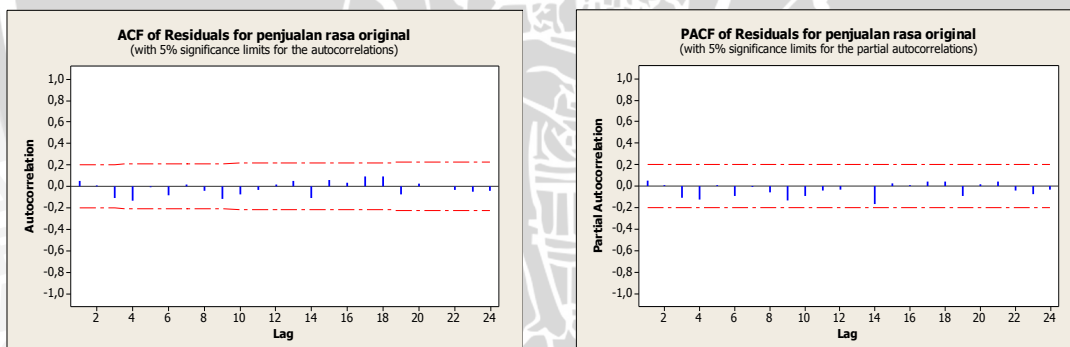 ACF of Residuals for penjualan rasa original
(with 5% significance limits for the autocorrelations)
1,0
0,8
0,6
0,4
0,2
0,0
-0,2
-0,4
-0,6
-0,8
-1,0
Autocorrelation
2 4 6 8 10 12 14 16 18 20 22 24
Lag
PACF of Residuals for penjualan rasa original
(with 5% significance limits for the partial autocorrelations)
1,0
0,8
0,6
0,4
0,2
0,0
-0,2
-0,4
-0,6
-0,8
-1,0
Partial Autocorrelation
2 4 6 8 10 12 14 16 18 20 22 24
Lag